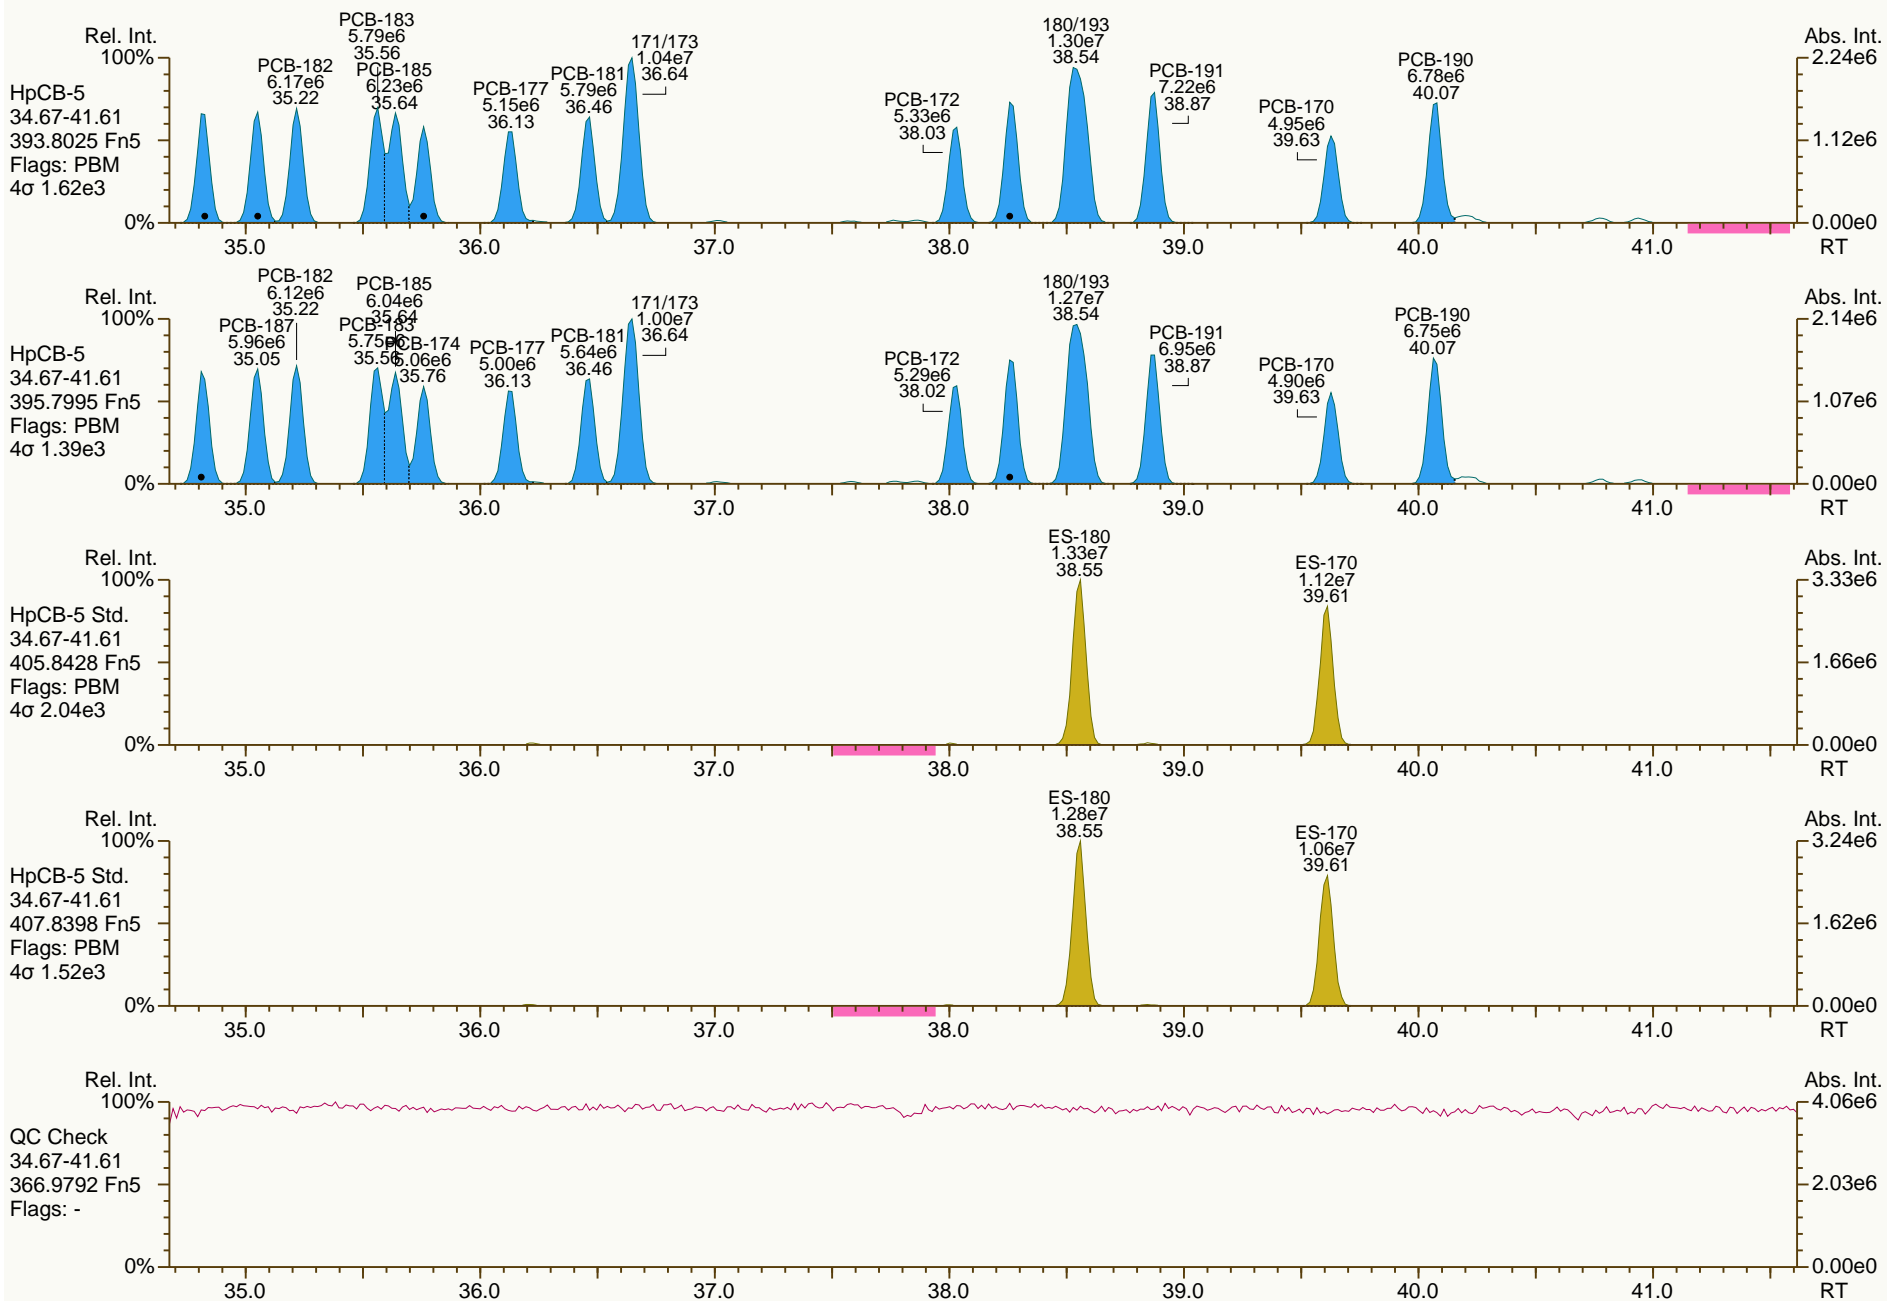 Rel. Int.
100%
0%
HpCB-5
34.67-41.61
393.8025 Fn5
Flags: PBM
4σ 1.62e3
PCB-182
6.17e6
35.22
PCB-183
5.79e6
35.56
PCB-185
6.23e6
35.64
PCB-177
5.15e6
36.13
PCB-181
5.79e6
36.46
171/173
1.04e7
36.64
PCB-172
5.33e6
38.03
180/193
1.30e7
38.54
PCB-191
7.22e6
38.87
PCB-170
4.95e6
39.63
PCB-190
6.78e6
40.07
Abs. Int.
2.24e6
1.12e6
0.00e0
35.0 36.0 37.0 38.0 39.0 40.0 41.0 RT
Rel. Int.
100%
0%
HpCB-5
34.67-41.61
395.7995 Fn5
Flags: PBM
4σ 1.39e3
PCB-187
5.96e6
35.05
PCB-182
6.12e6
35.22
PCB-185
6.04e6
35.64
PCB-183
5.75e6
35.56
PCB-174
5.06e6
35.76
PCB-177
5.00e6
36.13
PCB-181
5.64e6
36.46
171/173
1.00e7
36.64
PCB-172
5.29e6
38.02
180/193
1.27e7
38.54
PCB-191
6.95e6
38.87
PCB-170
4.90e6
39.63
PCB-190
6.75e6
40.07
Abs. Int.
2.14e6
1.07e6
0.00e0
35.0 36.0 37.0 38.0 39.0 40.0 41.0 RT
Rel. Int.
100%
0%
HpCB-5 Std.
34.67-41.61
405.8428 Fn5
Flags: PBM
4σ 2.04e3
ES-180
1.33e7
38.55
ES-170
1.12e7
39.61
Abs. Int.
3.33e6
1.66e6
0.00e0
35.0 36.0 37.0 38.0 39.0 40.0 41.0 RT
Rel. Int.
100%
0%
HpCB-5 Std.
34.67-41.61
407.8398 Fn5
Flags: PBM
4σ 1.52e3
ES-180
1.28e7
38.55
ES-170
1.06e7
39.61
Abs. Int.
3.24e6
1.62e6
0.00e0
35.0 36.0 37.0 38.0 39.0 40.0 41.0 RT
Rel. Int.
100%
0%
QC Check
34.67-41.61
366.9792 Fn5
Flags: -
Abs. Int.
4.06e6
2.03e6
0.00e0
35.0 36.0 37.0 38.0 39.0 40.0 41.0 RT